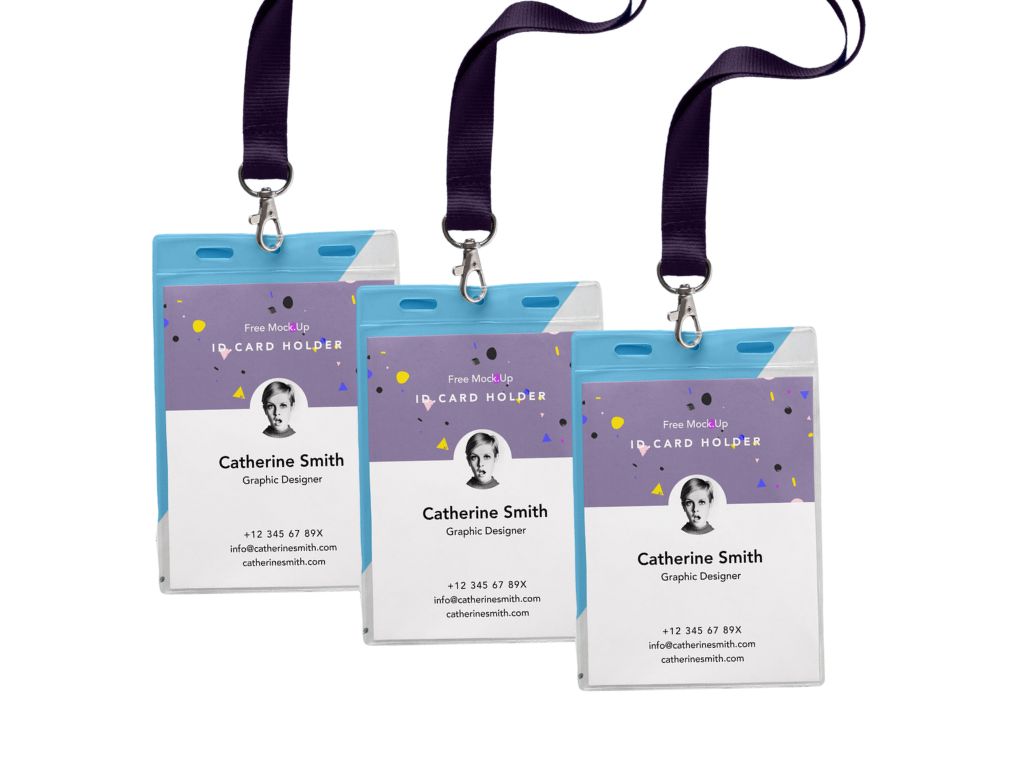 Free Mock-Up
ID CARD HOLDER
Catherine Smith
Graphic Designer
+12 345 67 89X
info@catherinesmith.com
catherinesmith.com
Free Mock-Up
ID CARD HOLDER
Catherine Smith
Graphic Designer
+12 345 67 89X
info@catherinesmith.com
catherinesmith.com
Free Mock-Up
ID CARD HOLDER
Catherine Smith
Graphic Designer
+12 345 67 89X
info@catherinesmith.com
catherinesmith.com